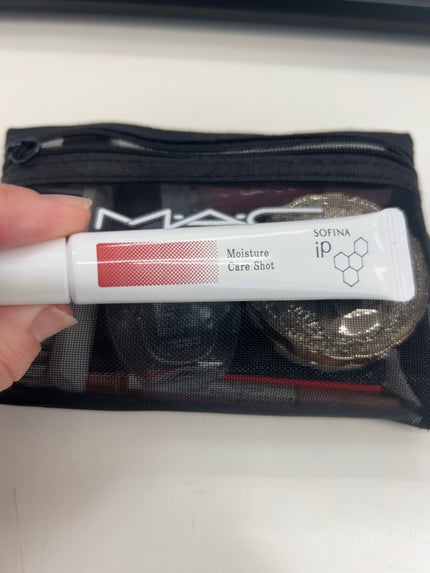 M·A·C
SOFINA
iP
Moisture
Care Shot